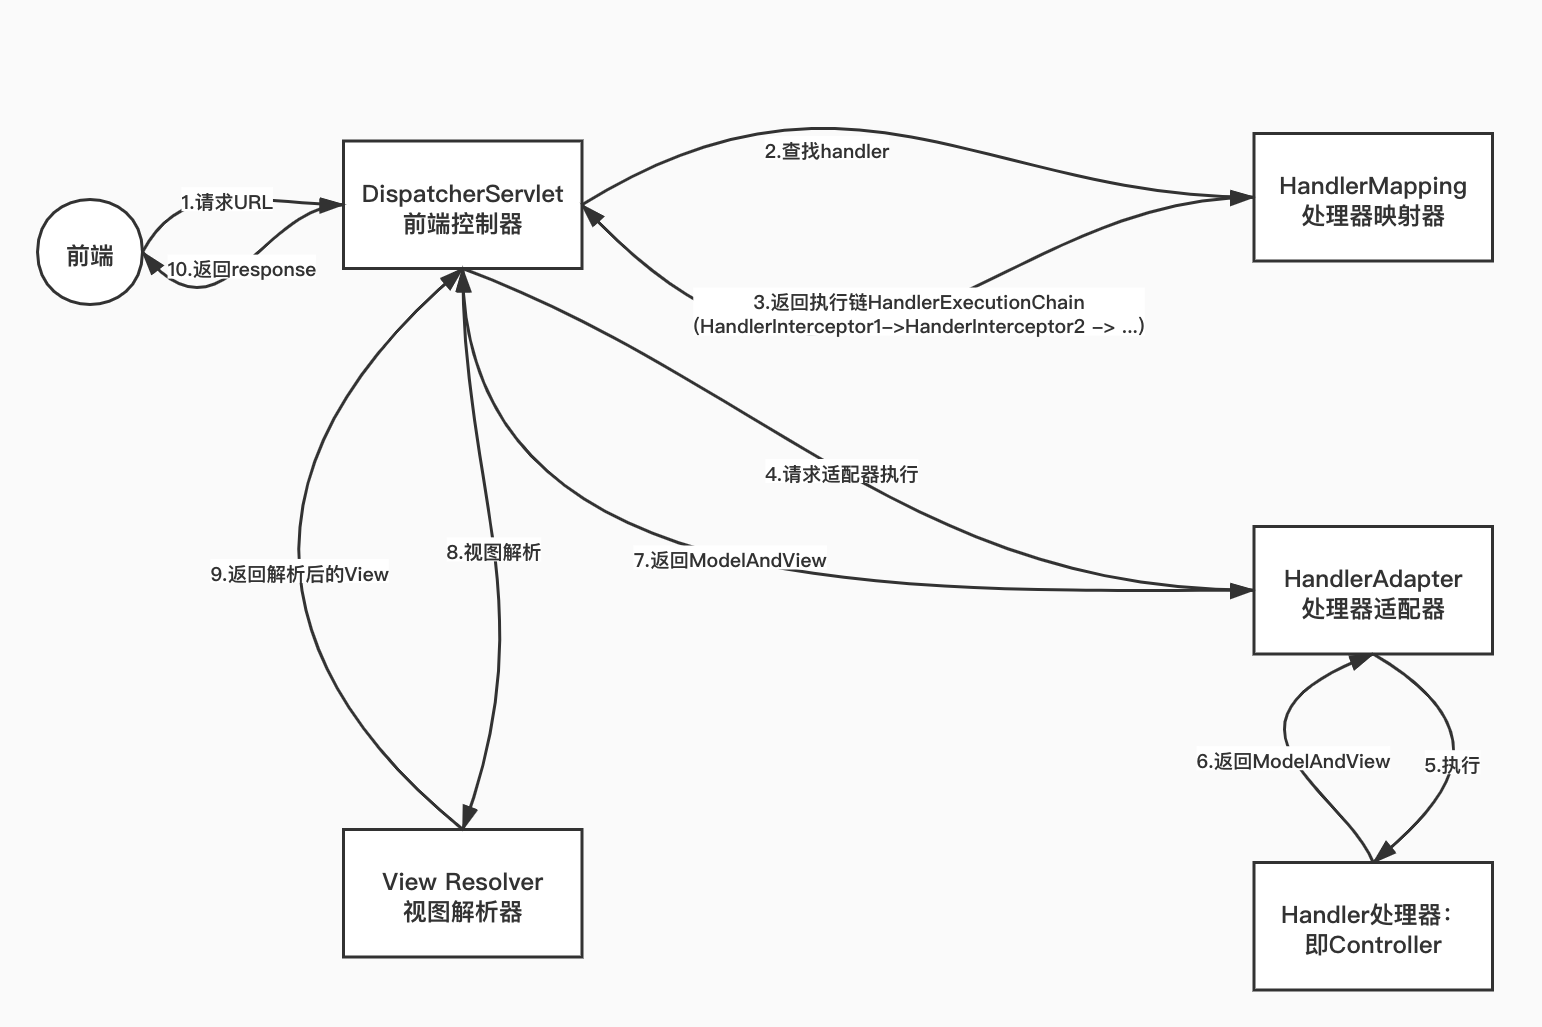 2.查找handler
DispatcherServlet
前端控制器
HandlerMapping
处理器映射器
1.请求URL
前端
10.返回response
3.返回执行链HandlerExecutionChain
(HandlerInterceptor1->HanderInterceptor2 -> ...)
4.请求适配器执行
8.视图解析
7.返回ModelAndView
9.返回解析后的View
HandlerAdapter
处理器适配器
6.返回ModelAndView
5.执行
View Resolver
视图解析器
Handler处理器：
即Controller